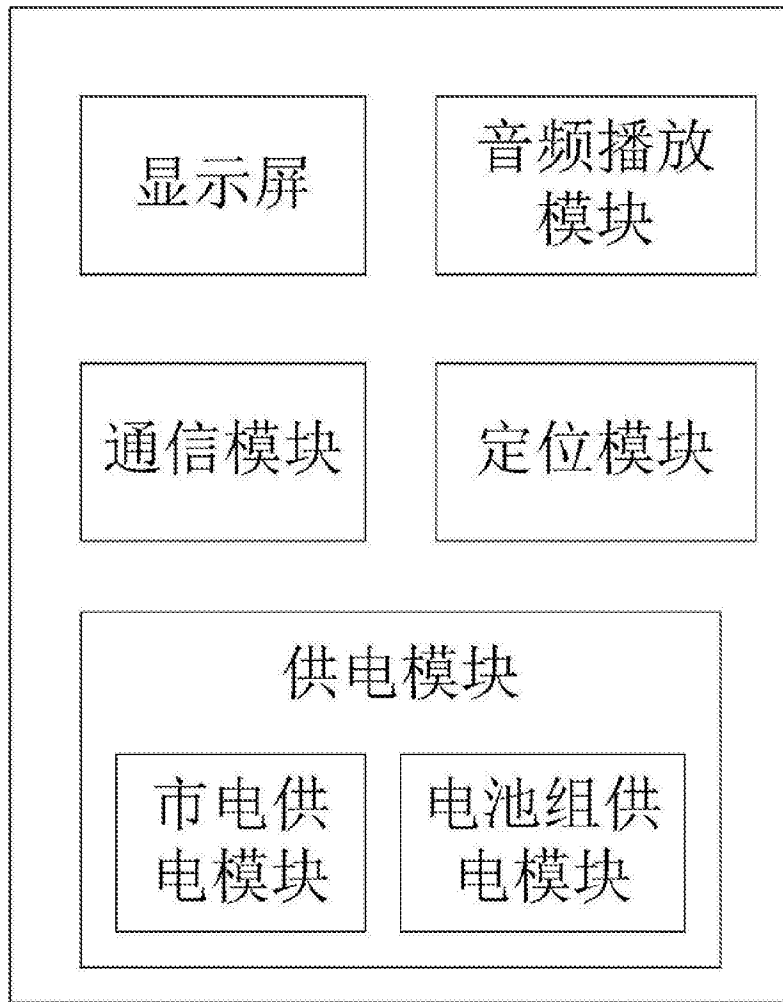 显示屏
音频播放
模块
通信模块
定位模块
供电模块
市电供
电模块
电池组供
电模块